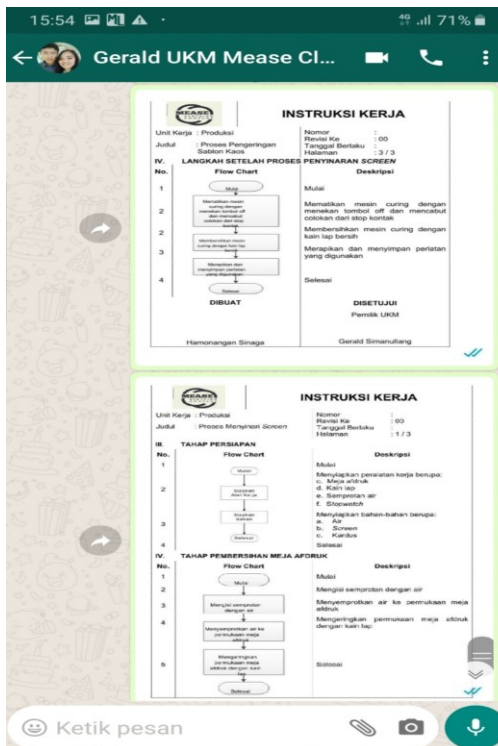 15:54
4G 71%
Gerald UKM Mease Cl...
MEASE
INSTRUKSI KERJA
Unit Kerja : Produksi
Judul : Proses Pengeringan
Sablon Kaos
Nomor :
Revisi Ke : 00
Tanggal Berlaku :
Halaman : 3 / 3
IV. LANGKAH SETELAH PROSES PENYINARAN SCREEN
No. Flow Chart Deskripsi
1 Mulai Mulai
2 Mematikan mesin
curing dengan
menekan tombol off
dan mencabut
colokan dari stop
kontak
Mematikan mesin curing dengan
menekan tombol off dan mencabut
colokan dari stop kontak
2 Membersihkan mesin
curing dengan kain lap
bersih
Membersihkan mesin curing dengan
kain lap bersih
3 Merapikan dan
menyimpan perlatan
yang digunakan
Merapikan dan menyimpan perlatan
yang digunakan
4 Selesai Selesai
DIBUAT DISETUJUI
Pemilik UKM
Hamonangan Sinaga Gerald Simanullang
MEASE
INSTRUKSI KERJA
Unit Kerja : Produksi
Judul : Proses Menyinari Screen
Nomor :
Revisi Ke : 00
Tanggal Berlaku :
Halaman : 1 / 3
III. TAHAP PERSIAPAN
No. Flow Chart Deskripsi
1 Mulai Mulai
2 Siapkan
Alat Kerja
Menyiapkan peralatan kerja berupa:
c. Meja afdruk
d. Kain lap
e. Semprotan air
f. Stopwatch
3 Siapkan
bahan
Menyiapkan bahan-bahan berupa:
a. Air
b. Screen
c. Kardus
4 Selesai Selesai
IV. TAHAP PEMBERSIHAN MEJA AFDRUK
No. Flow Chart Deskripsi
1 Mulai Mulai
2 Mengisi semprotan dengan air
3 Mengisi semprotan
dengan air
Menyemprotkan air ke permukaan meja
afdruk
4 Menyemprotkan air ke
permukaan meja
afdruk
Mengeringkan permukaan meja afdruk
dengan kain lap
5 Mengeringkan
permukaan meja
afdruk dengan kain
lap
Selesai
Selesai
Ketik pesan